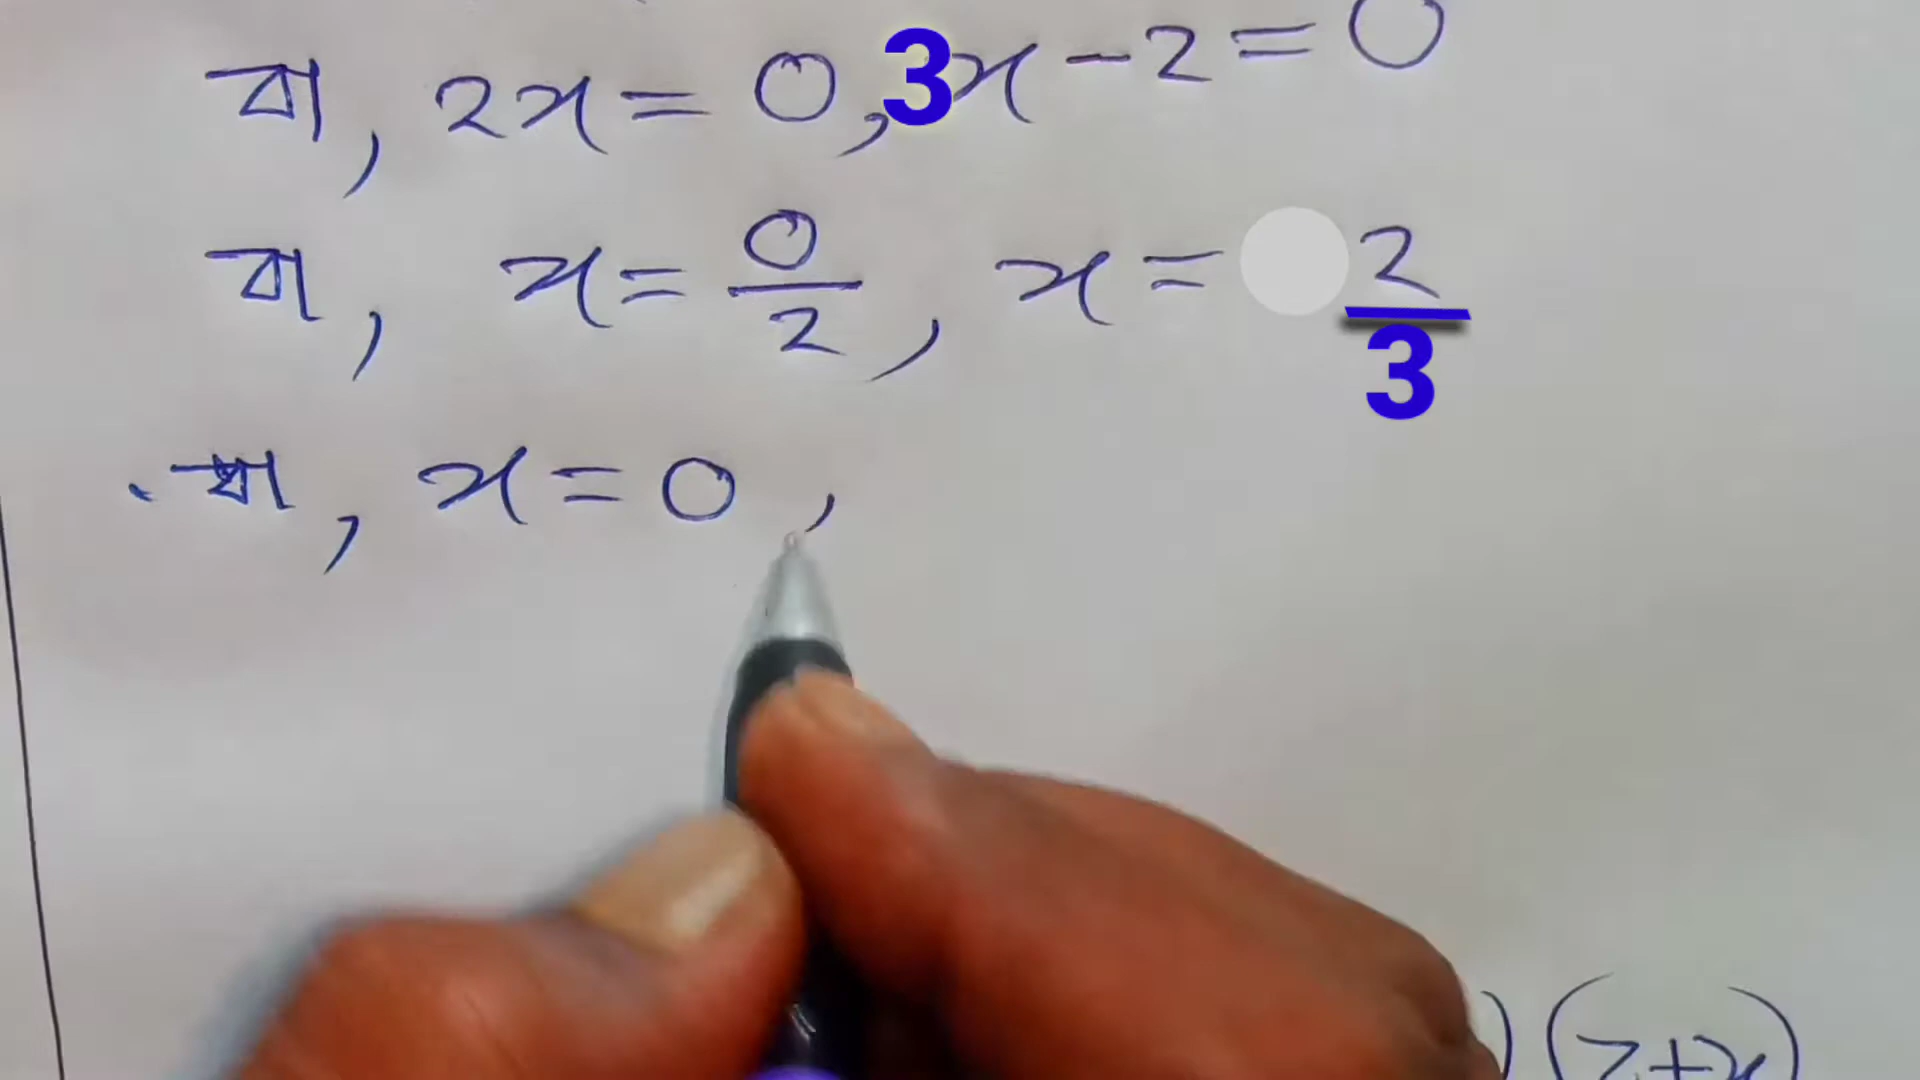 বা, 2x = 0, 3x - 2 = 0
বা, x = 0/2, x = 2/3
বা, x = 0,
) (z+x)